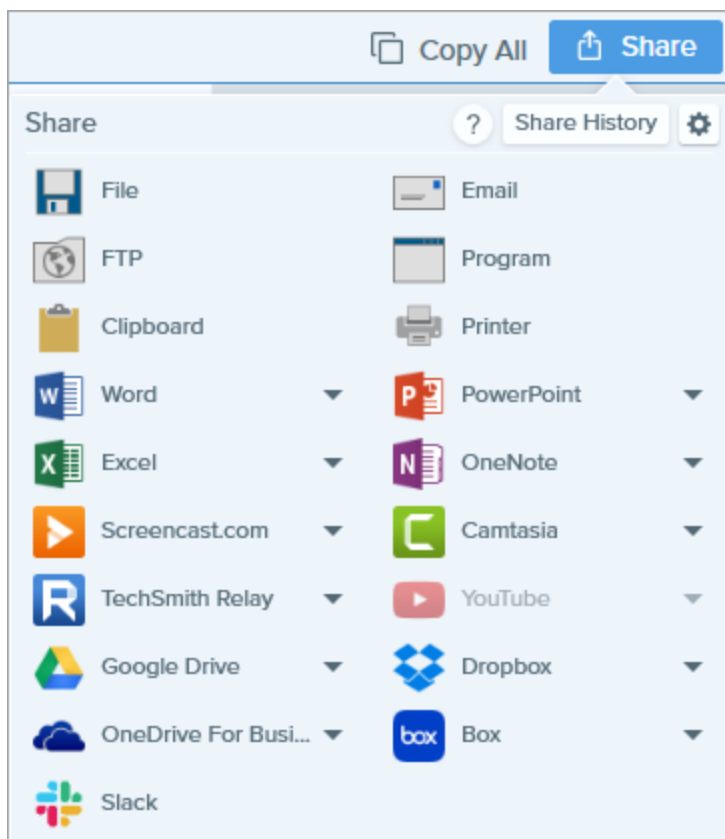 Copy All Share
Share ? Share History
File Email
FTP Program
Clipboard Printer
Word PowerPoint
Excel OneNote
Screencast.com Camtasia
TechSmith Relay YouTube
Google Drive Dropbox
OneDrive For Busi... box Box
Slack